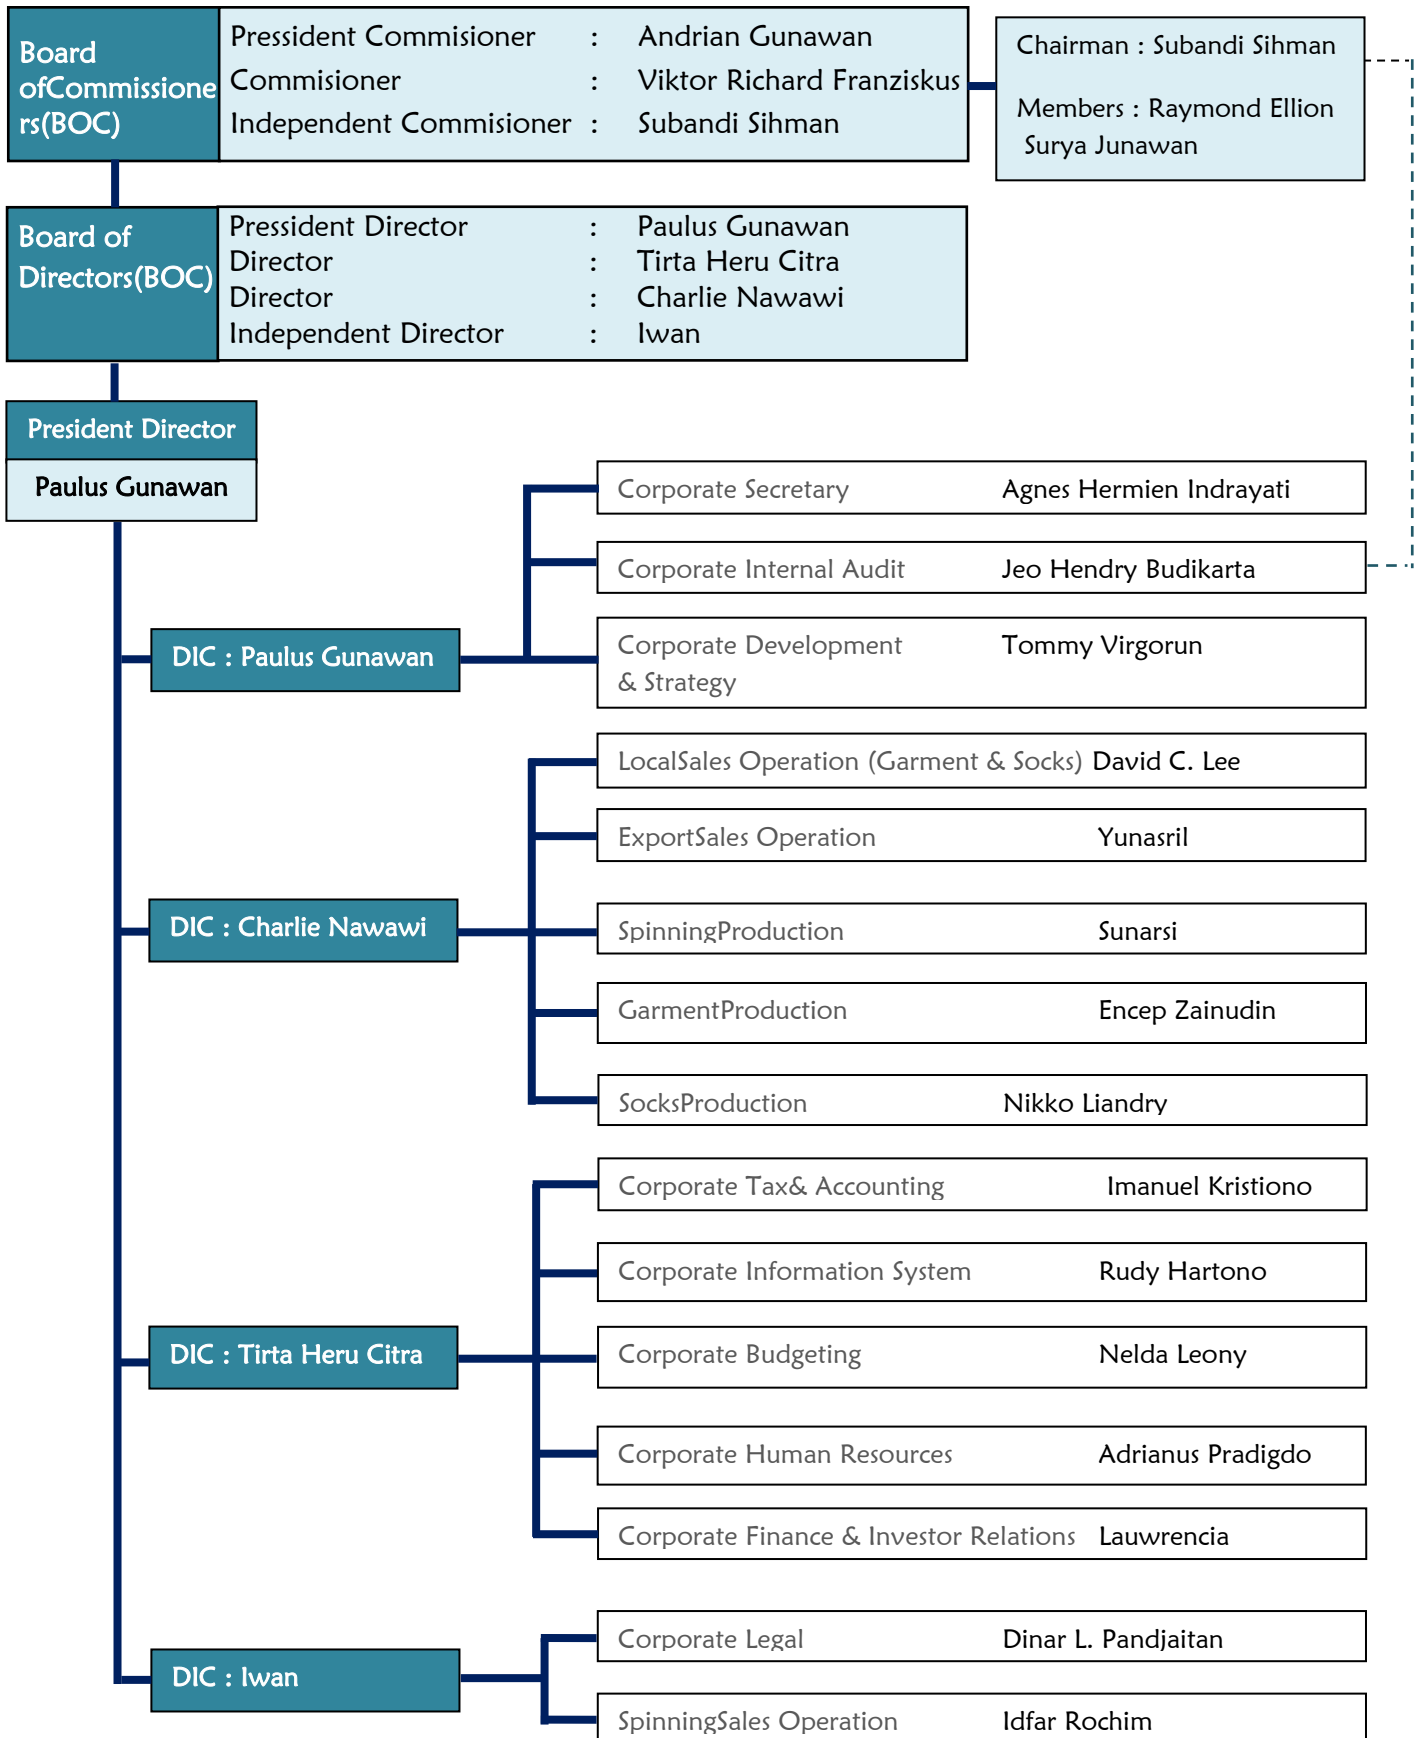 Board
ofCommissione
rs(BOC)
Pressident Commisioner : Andrian Gunawan
Commisioner : Viktor Richard Franziskus
Independent Commisioner : Subandi Sihman
Chairman : Subandi Sihman
Members : Raymond Ellion
Surya Junawan
Board of
Directors(BOC)
Pressident Director : Paulus Gunawan
Director : Tirta Heru Citra
Director : Charlie Nawawi
Independent Director : Iwan
President Director
Paulus Gunawan
Corporate Secretary Agnes Hermien Indrayati
Corporate Internal Audit Jeo Hendry Budikarta
DIC : Paulus Gunawan
Corporate Development Tommy Virgorun
& Strategy
LocalSales Operation (Garment & Socks) David C. Lee
ExportSales Operation Yunasril
DIC : Charlie Nawawi
SpinningProduction Sunarsi
GarmentProduction Encep Zainudin
SocksProduction Nikko Liandry
Corporate Tax& Accounting Imanuel Kristiono
Corporate Information System Rudy Hartono
DIC : Tirta Heru Citra
Corporate Budgeting Nelda Leony
Corporate Human Resources Adrianus Pradigdo
Corporate Finance & Investor Relations Lauwrencia
Corporate Legal Dinar L. Pandjaitan
DIC : Iwan
SpinningSales Operation Idfar Rochim